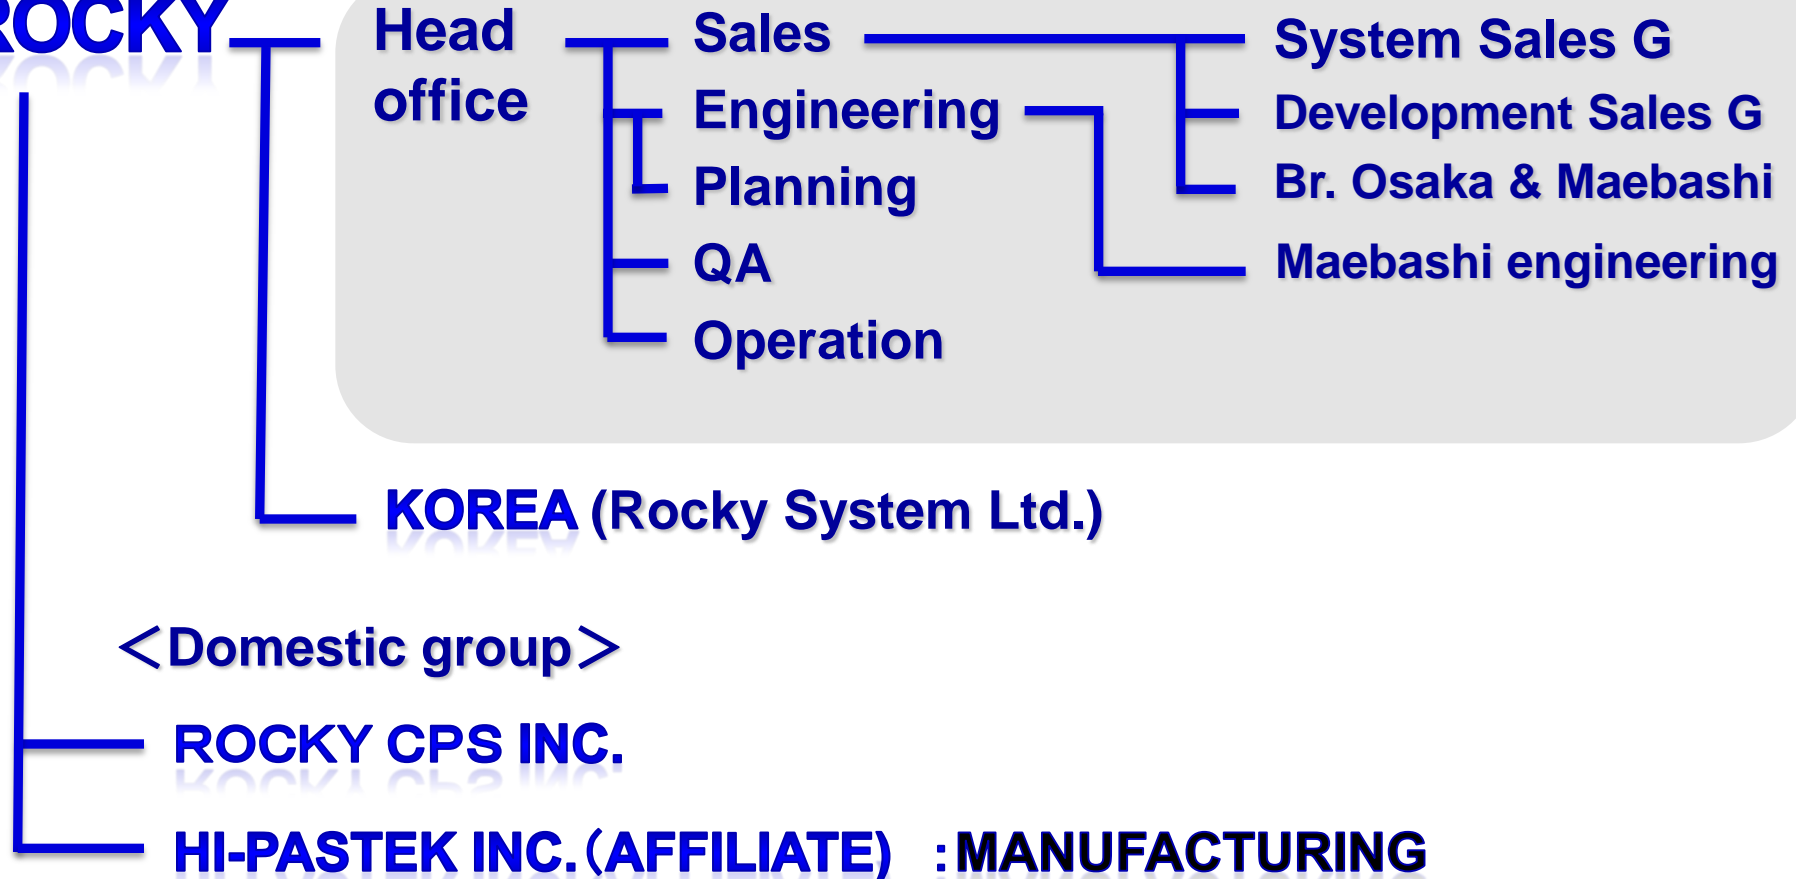 ROCKY
Head office
Sales
System Sales G
Engineering
Development Sales G
Planning
Br. Osaka & Maebashi
QA
Maebashi engineering
Operation
KOREA (Rocky System Ltd.)
＜Domestic group＞
ROCKY CPS INC.
HI-PASTEK INC.（AFFILIATE) :MANUFACTURING